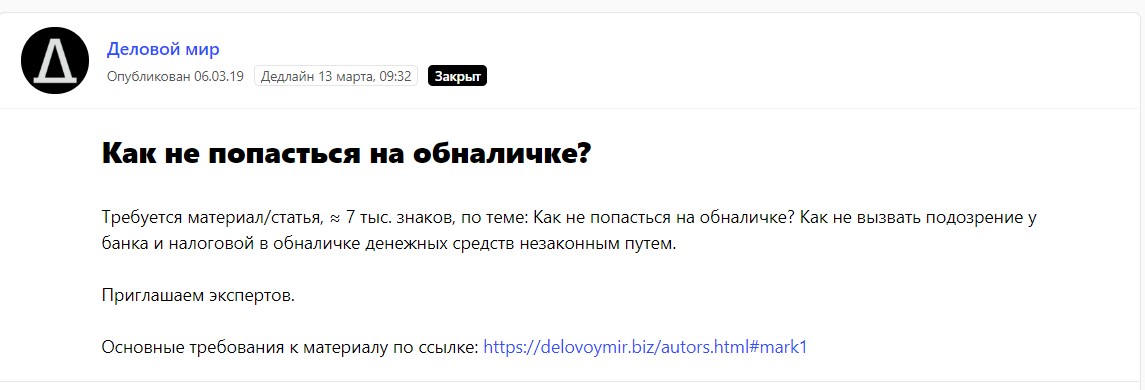 Д
Деловой мир
Опубликован 06.03.19 Дедлайн 13 марта, 09:32 Закрыт
Как не попасться на обналичке?
Требуется материал/статья, ≈ 7 тыс. знаков, по теме: Как не попасться на обналичке? Как не вызвать подозрение у
банка и налоговой в обналичке денежных средств незаконным путем.
Приглашаем экспертов.
Основные требования к материалу по ссылке: https://delovoymir.biz/autors.html#mark1